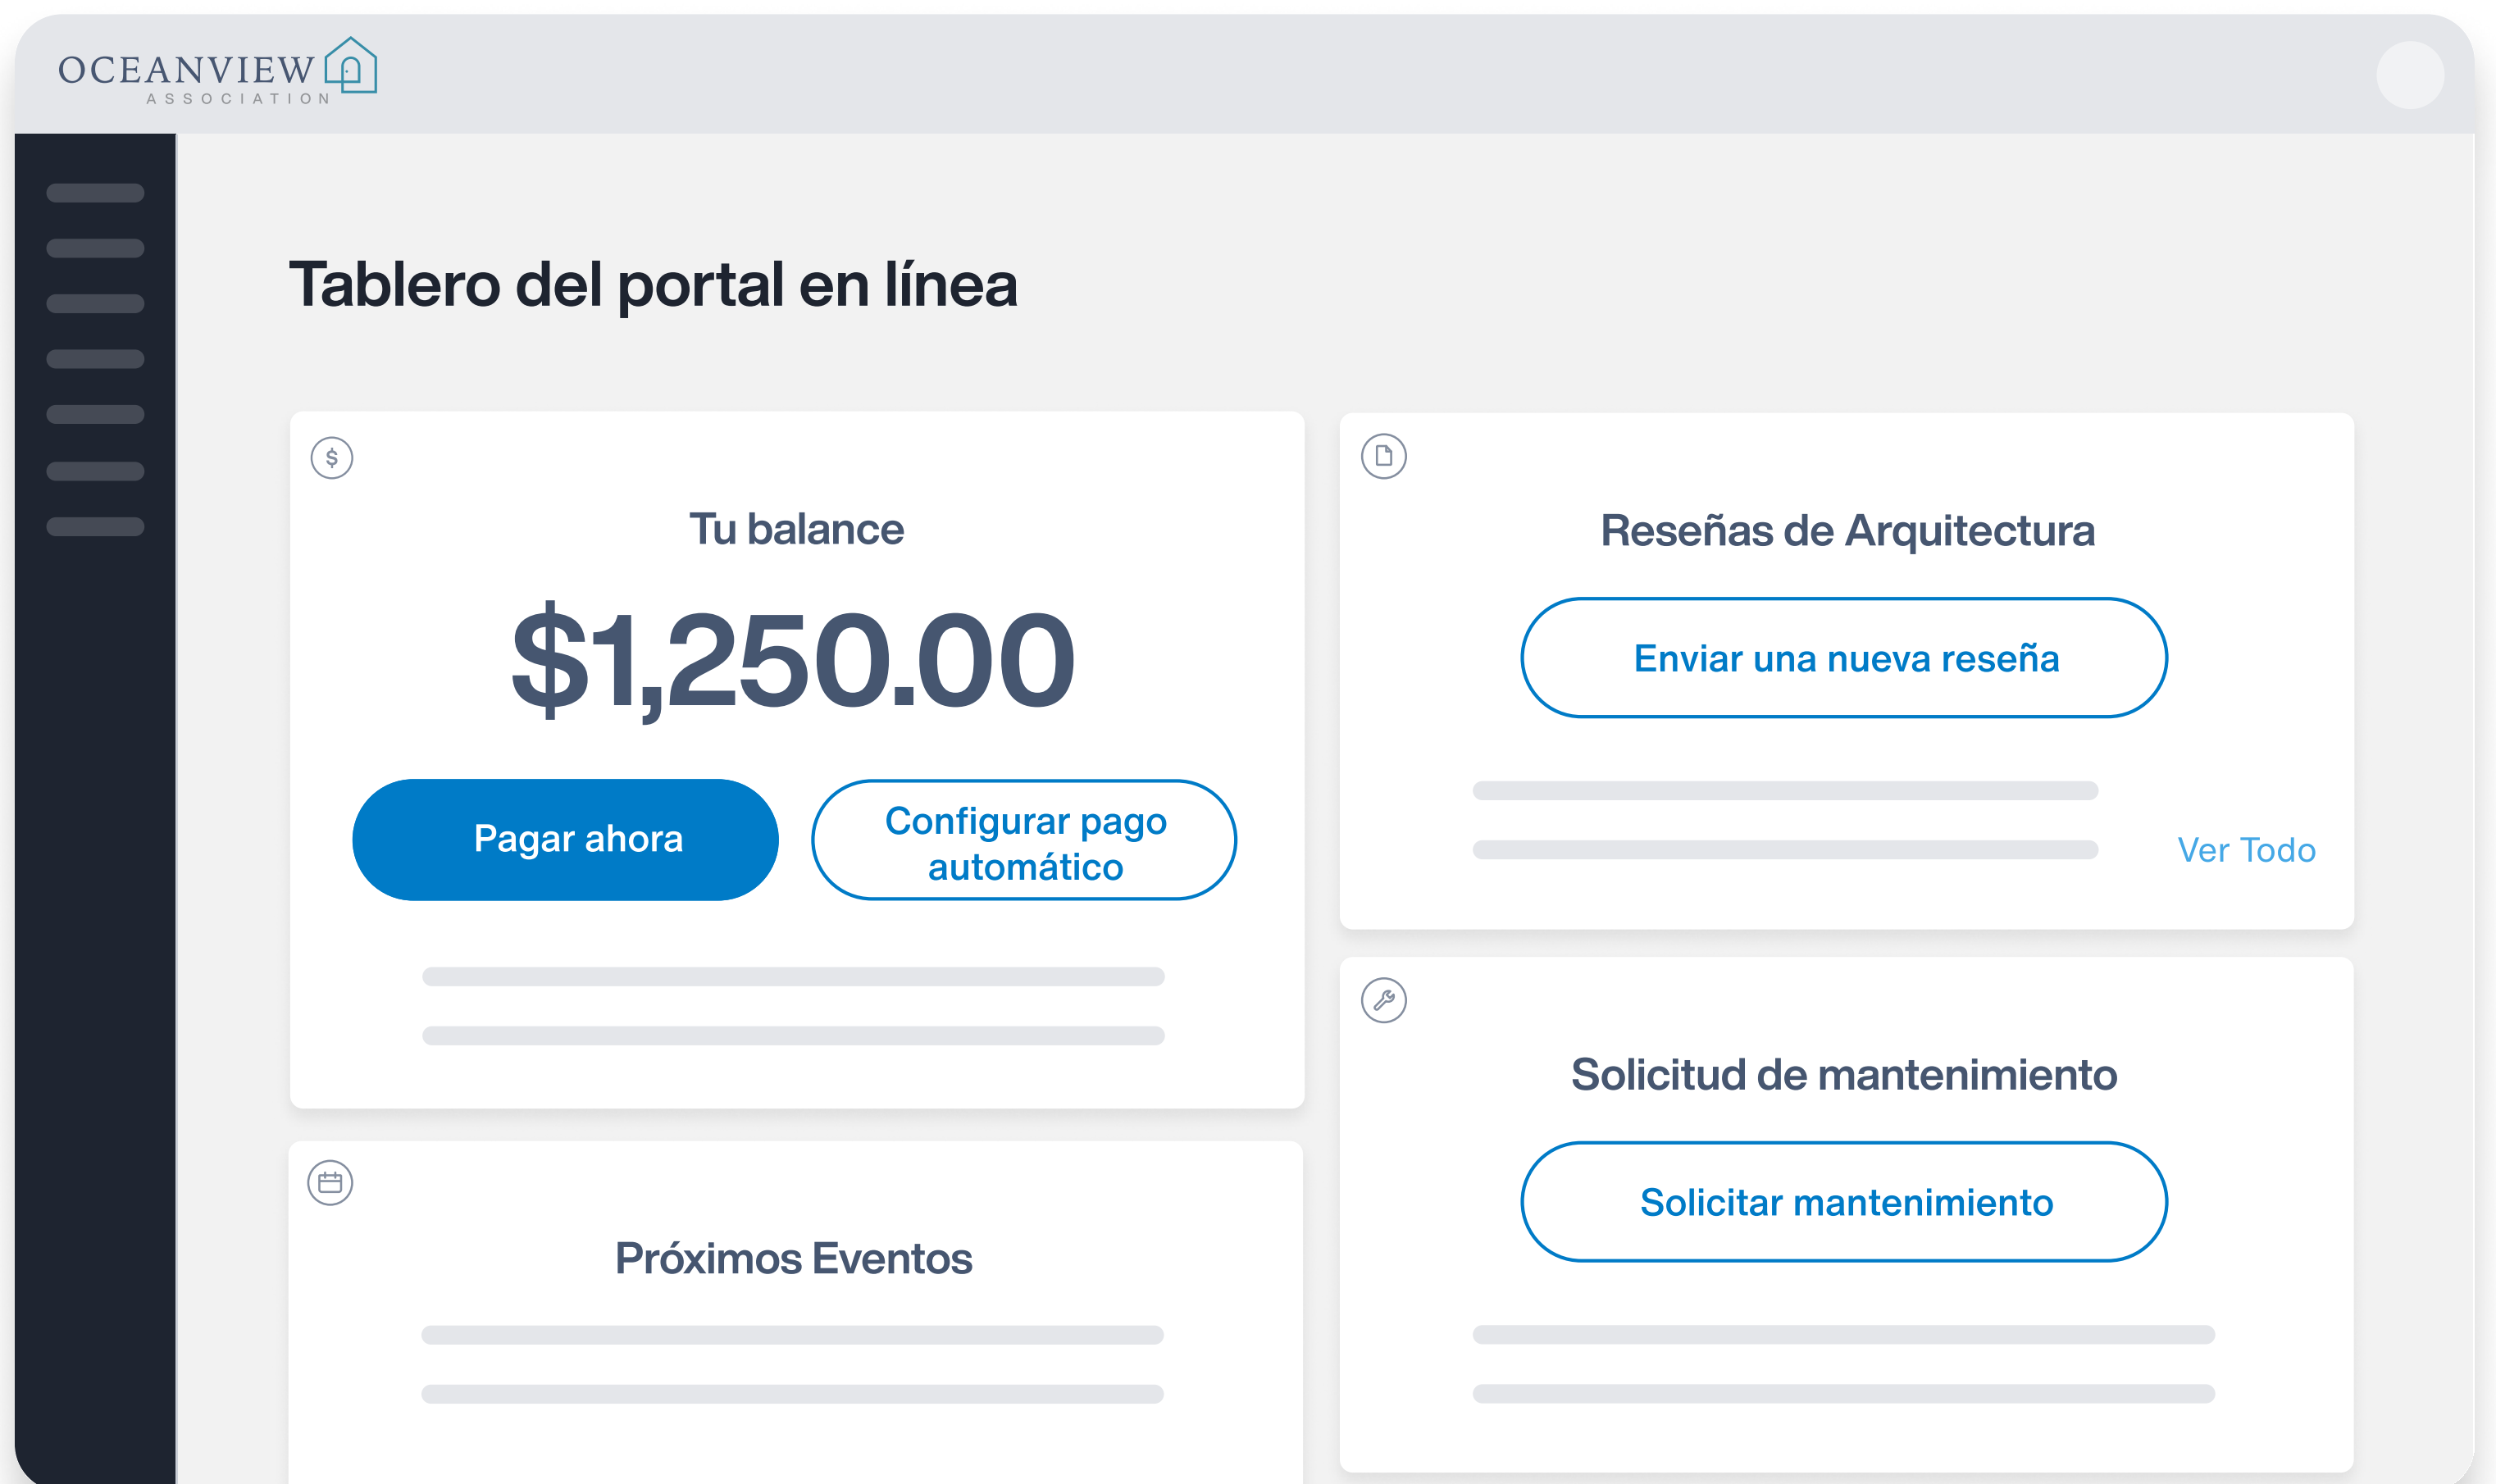 OCEANVIEW
ASSOCIATION
Tablero del portal en línea
$
Tu balance
$1,250.00
Pagar ahora
Configurar pago
automático
Próximos Eventos
Reseñas de Arquitectura
Enviar una nueva reseña
Ver Todo
Solicitud de mantenimiento
Solicitar mantenimiento